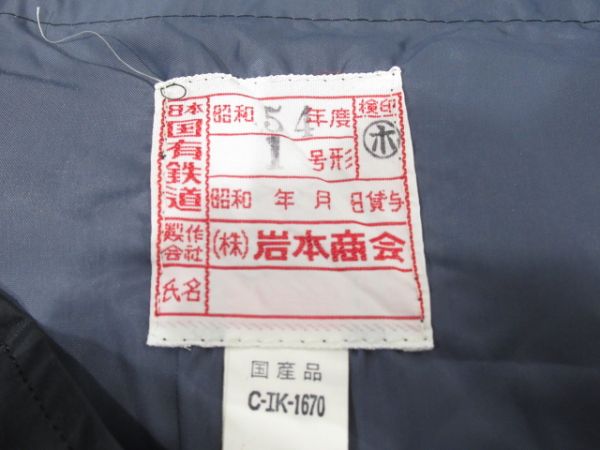 日本国有鉄道
昭和54年度
検印
ホ
1号形
昭和 年 月 日貸与
製作会社
(株)岩本商会
氏名
国産品
C-IK-1670